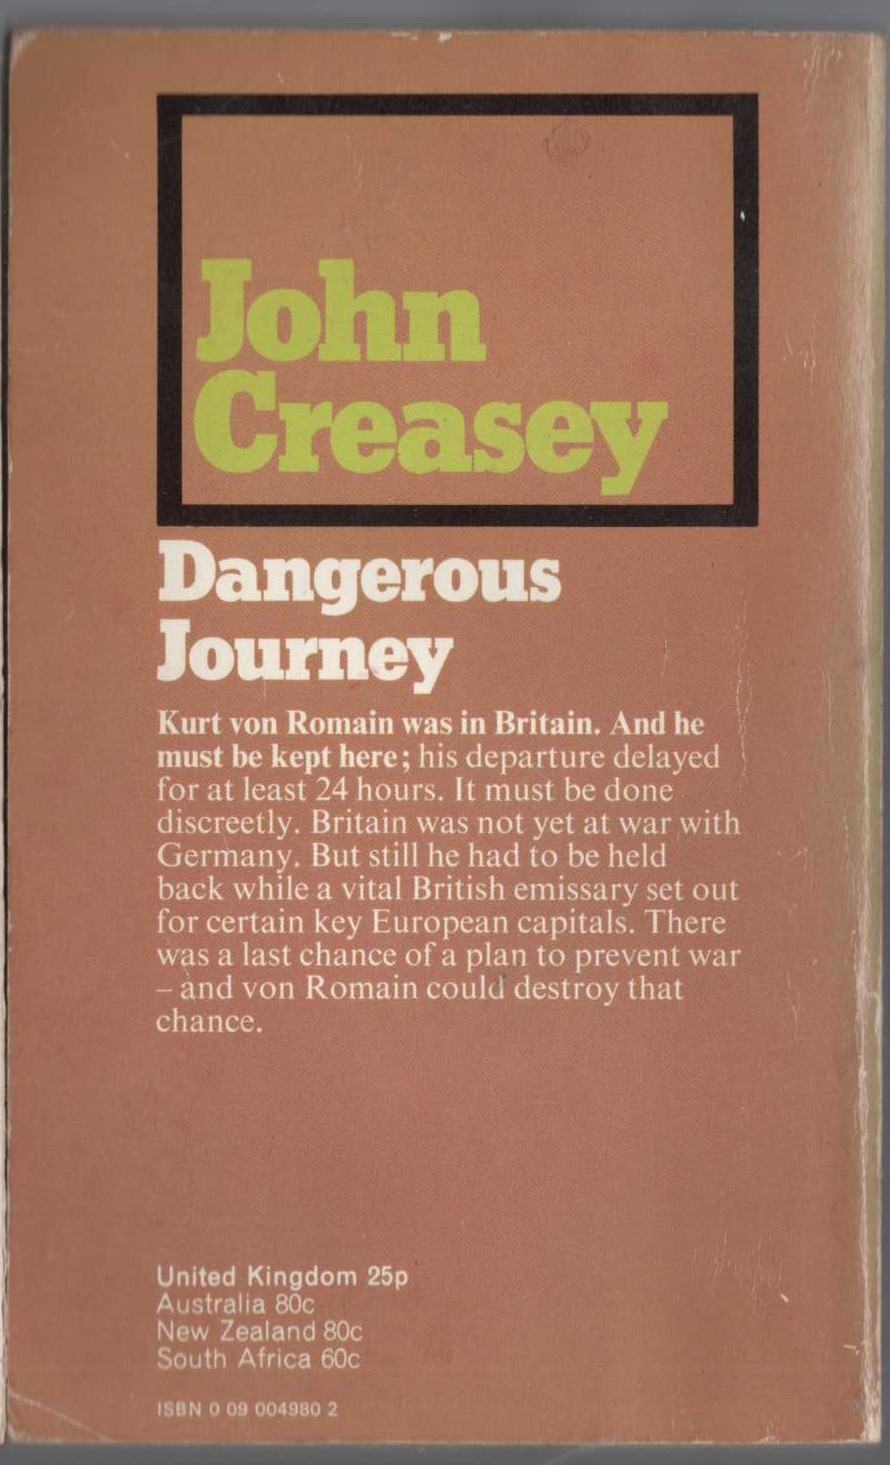 John
Creasey
Dangerous
Journey
Kurt von Romain was in Britain. And he
must be kept here; his departure delayed
for at least 24 hours. It must be done
discreetly. Britain was not yet at war with
Germany. But still he had to be held
back while a vital British emissary set out
for certain key European capitals. There
was a last chance of a plan to prevent war
– and von Romain could destroy that
chance.
United Kingdom 25p
Australia 80c
New Zealand 80c
South Africa 60c
ISBN 0 09 004980 2